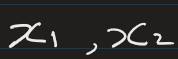 x₁ , x₂